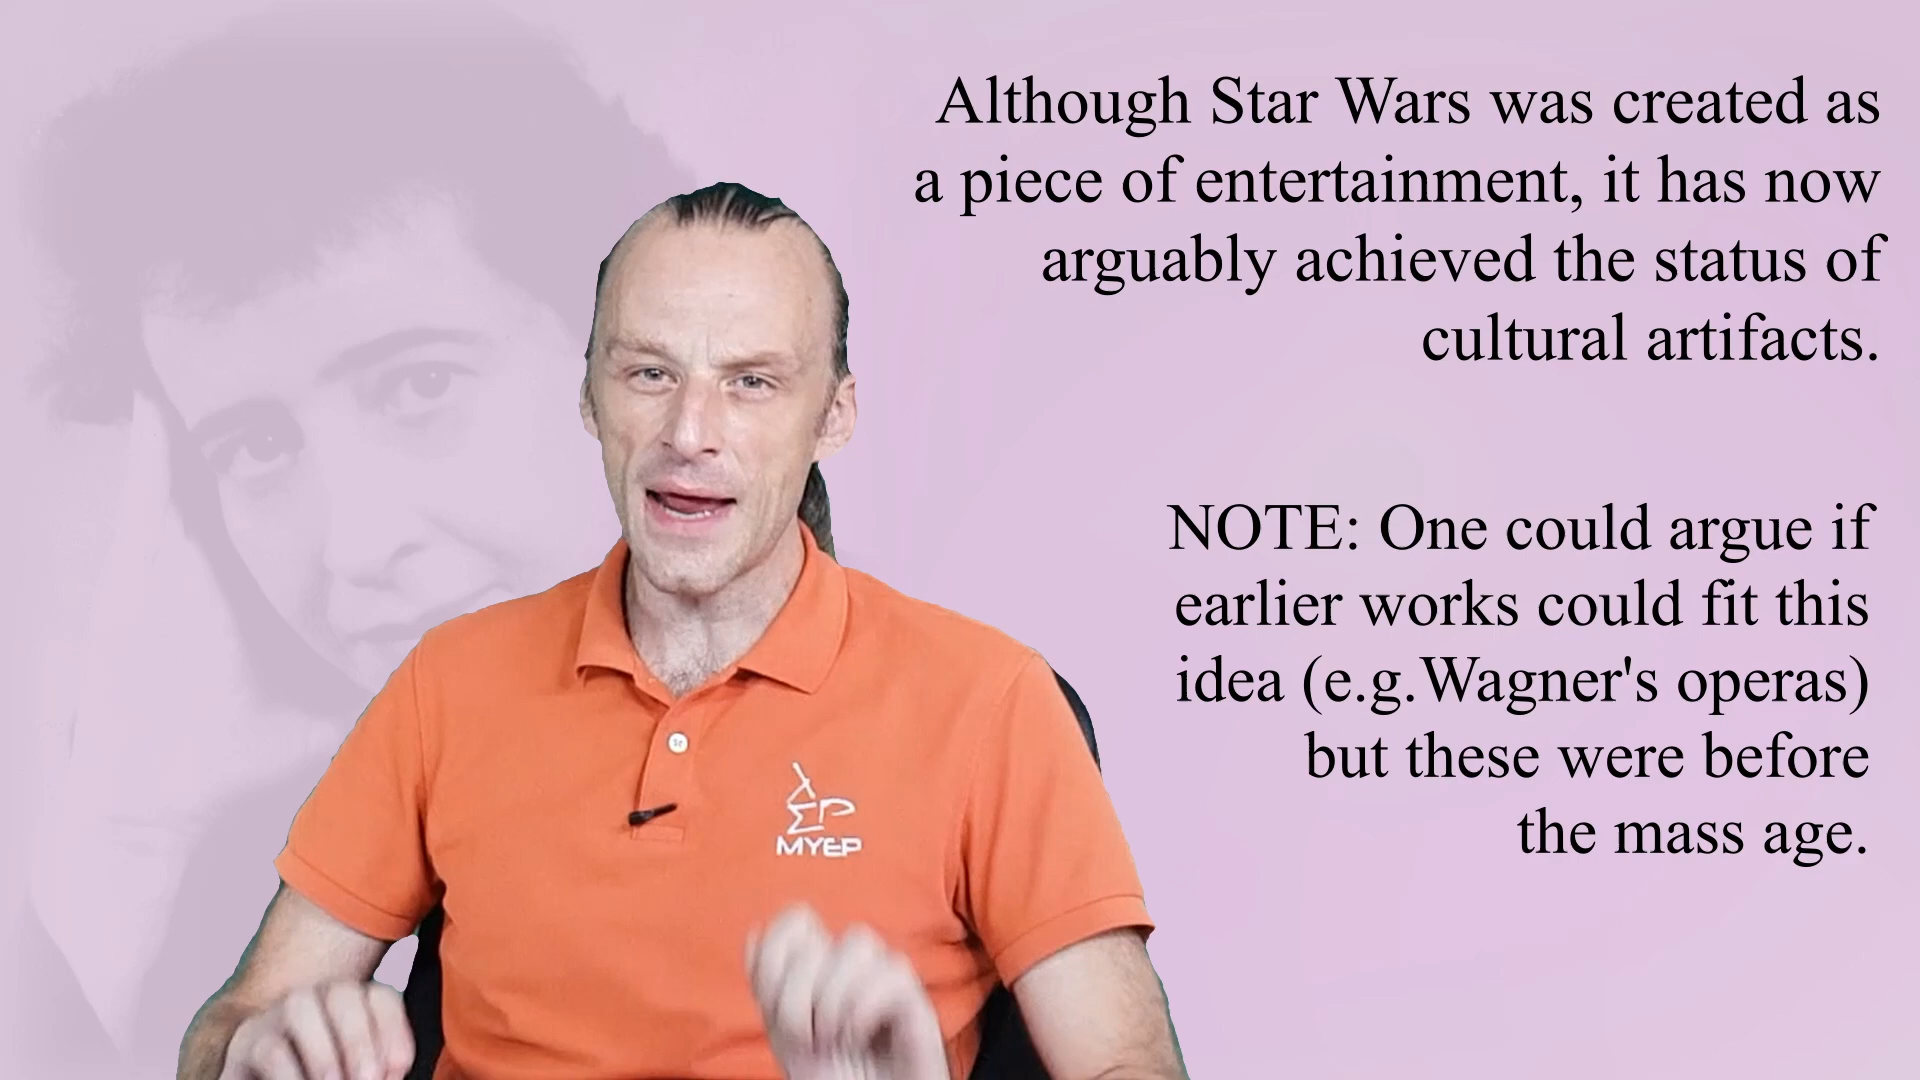 Although Star Wars was created as
a piece of entertainment, it has now
arguably achieved the status of
cultural artifacts.
NOTE: One could argue if
earlier works could fit this
idea (e.g.Wagner's operas)
but these were before
the mass age.
ΣP
MYEP